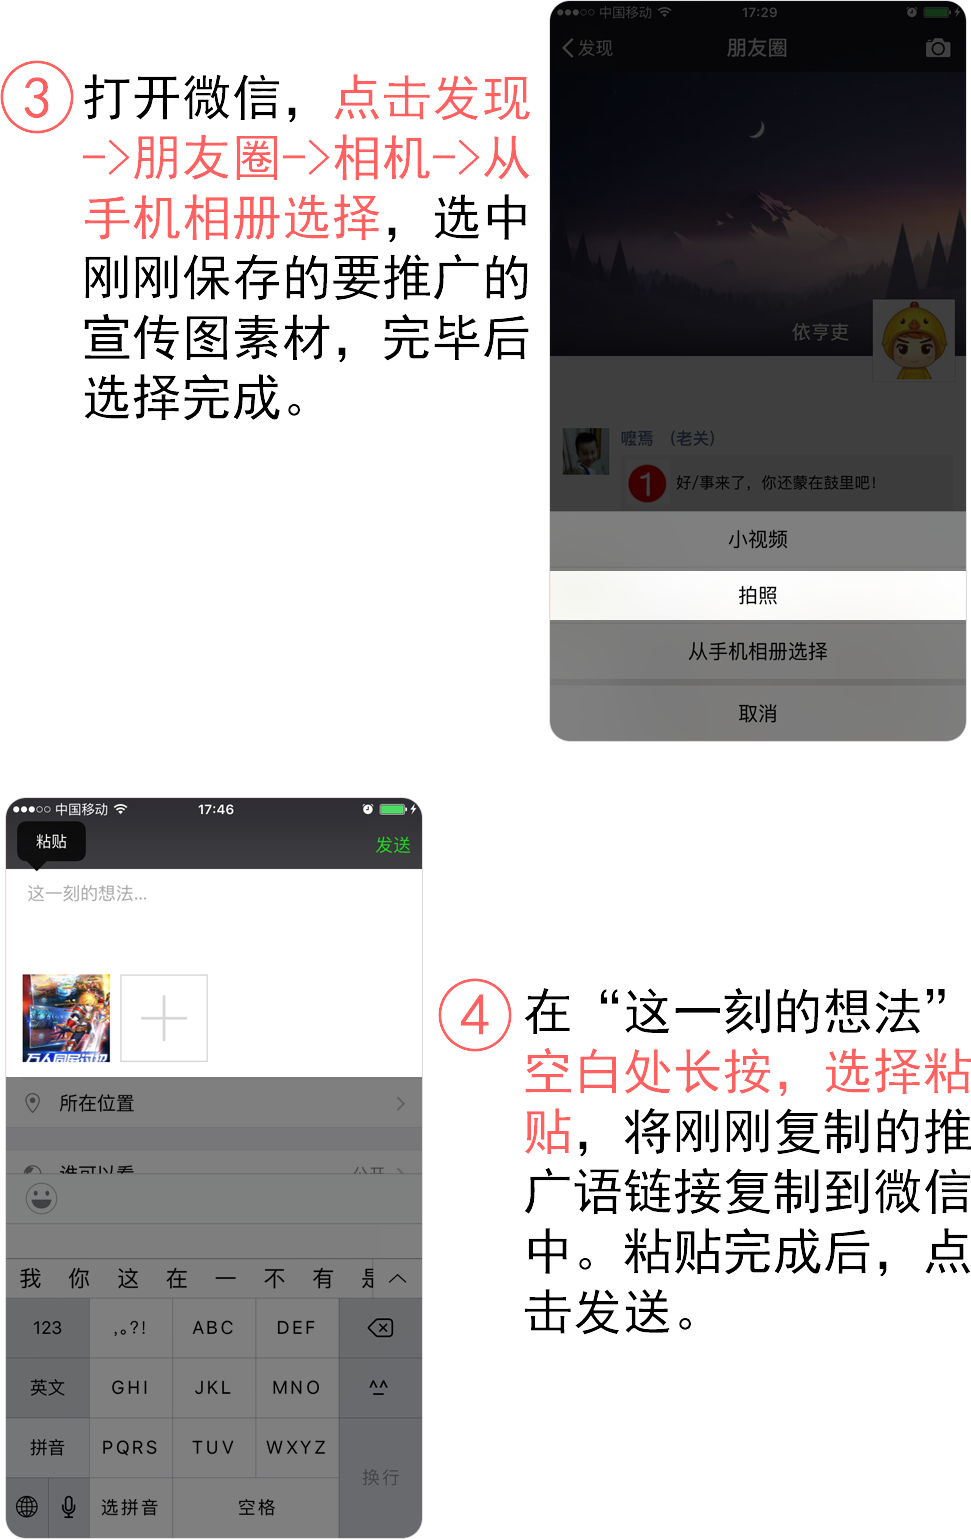 ③ 打开微信，点击发现
->朋友圈->相机->从
手机相册选择，选中
刚刚保存的要推广的
宣传图素材，完毕后
选择完成。
中国移动 17:29
发现 朋友圈
依亨吏
嚒焉 （老关）
1 好/事来了，你还蒙在鼓里吧！
小视频
拍照
从手机相册选择
取消
中国移动 17:46
粘贴 发送
这一刻的想法...
万人同屏过招
所在位置
谁可以看 公开
我 你 这 在 一 不 有 是
123 ,。?! ABC DEF
英文 GHI JKL MNO ^^
拼音 PQRS TUV WXYZ
换行
选拼音 空格
④ 在“这一刻的想法”
空白处长按，选择粘
贴，将刚刚复制的推
广语链接复制到微信
中。粘贴完成后，点
击发送。